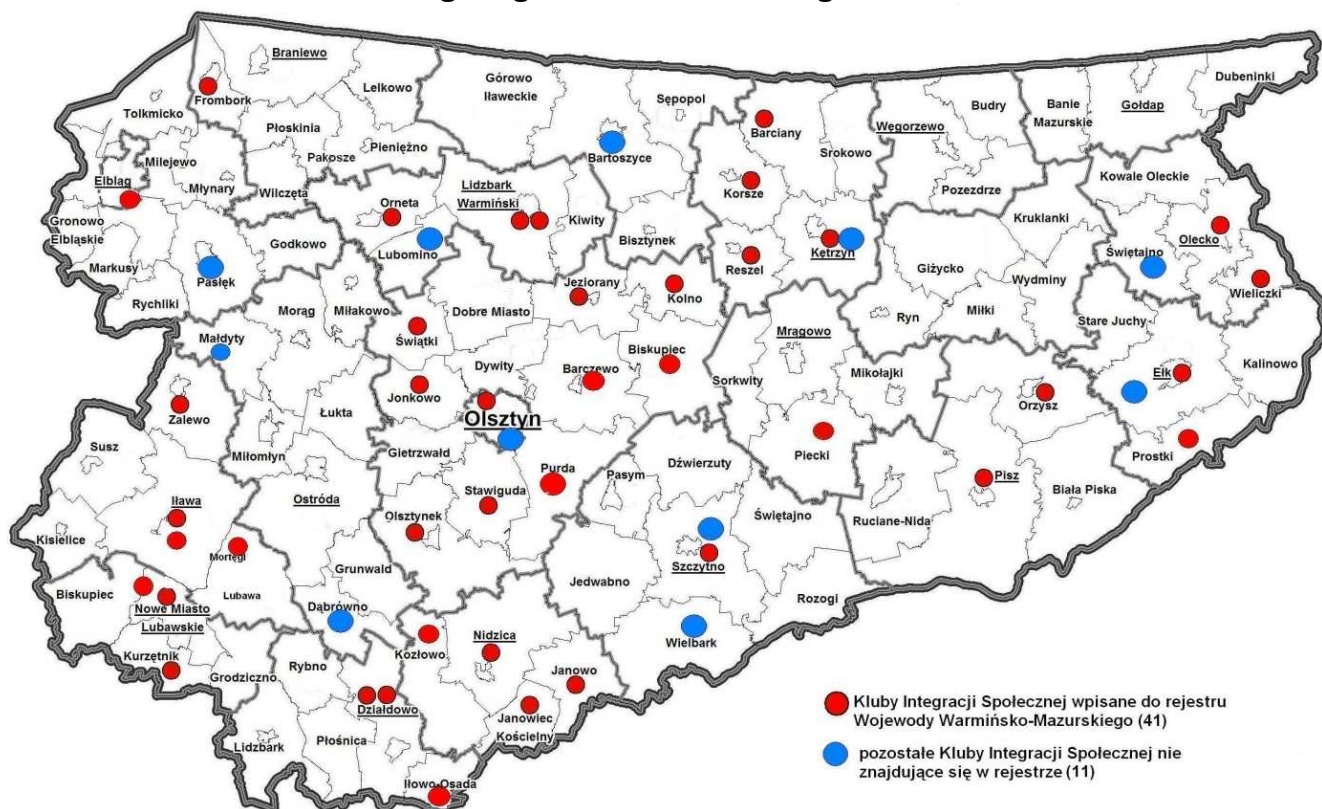 Braniewo
Frombork
Lelkowo
Górowo
Iławeckie
Sępopol
Dubeninki
Tolkmicko
Płoskinia
Pakosze
Pieniężno
Bartoszyce
Barciany
Srokowo
Węgorzewo
Budry
Banie
Mazurskie
Gołdap
Milejewo
Elbląg
Młynary
Wilczęta
Orneta
Lidzbark
Warmiński
Kiwity
Korsze
Pozezdrze
Kowale Oleckie
Gronowo
Elbląskie
Godkowo
Lubomino
Bisztynek
Reszel
Kętrzyn
Kruklanki
Giżycko
Wydminy
Świętajno
Olecko
Markusy
Pasłęk
Rychliki
Wieliczki
Morąg
Miłakowo
Dobre Miasto
Jeziorany
Kolno
Ryn
Miłki
Stare Juchy
Małdyty
Świątki
Mrągowo
Mikołajki
Dywity
Barczewo
Biskupiec
Sorkwity
Ełk
Kalinowo
Zalewo
Jonkowo
Olsztyn
Orzysz
Łukta
Susz
Miłomłyn
Gietrzwałd
Purda
Dźwierzuty
Piecki
Prostki
Ostróda
Stawiguda
Pasym
Pisz
Biała Piska
Iława
Olsztynek
Świętajno
Ruciane-Nida
Kisielice
Mortęgi
Grunwald
Szczytno
Jedwabno
Rozogi
Biskupiec
Lubawa
Nowe Miasto
Lubawskie
Dąbrówno
Wielbark
Kurzętnik
Kozłowo
Nidzica
Grodziczno
Rybno
Janowo
Działdowo
Janowiec
Kościelny
Lidzbark
Płośnica
Iłowo-Osada
Kluby Integracji Społecznej wpisane do rejestru
Wojewody Warmińsko-Mazurskiego (41)
pozostałe Kluby Integracji Społecznej nie
znajdujące się w rejestrze (11)